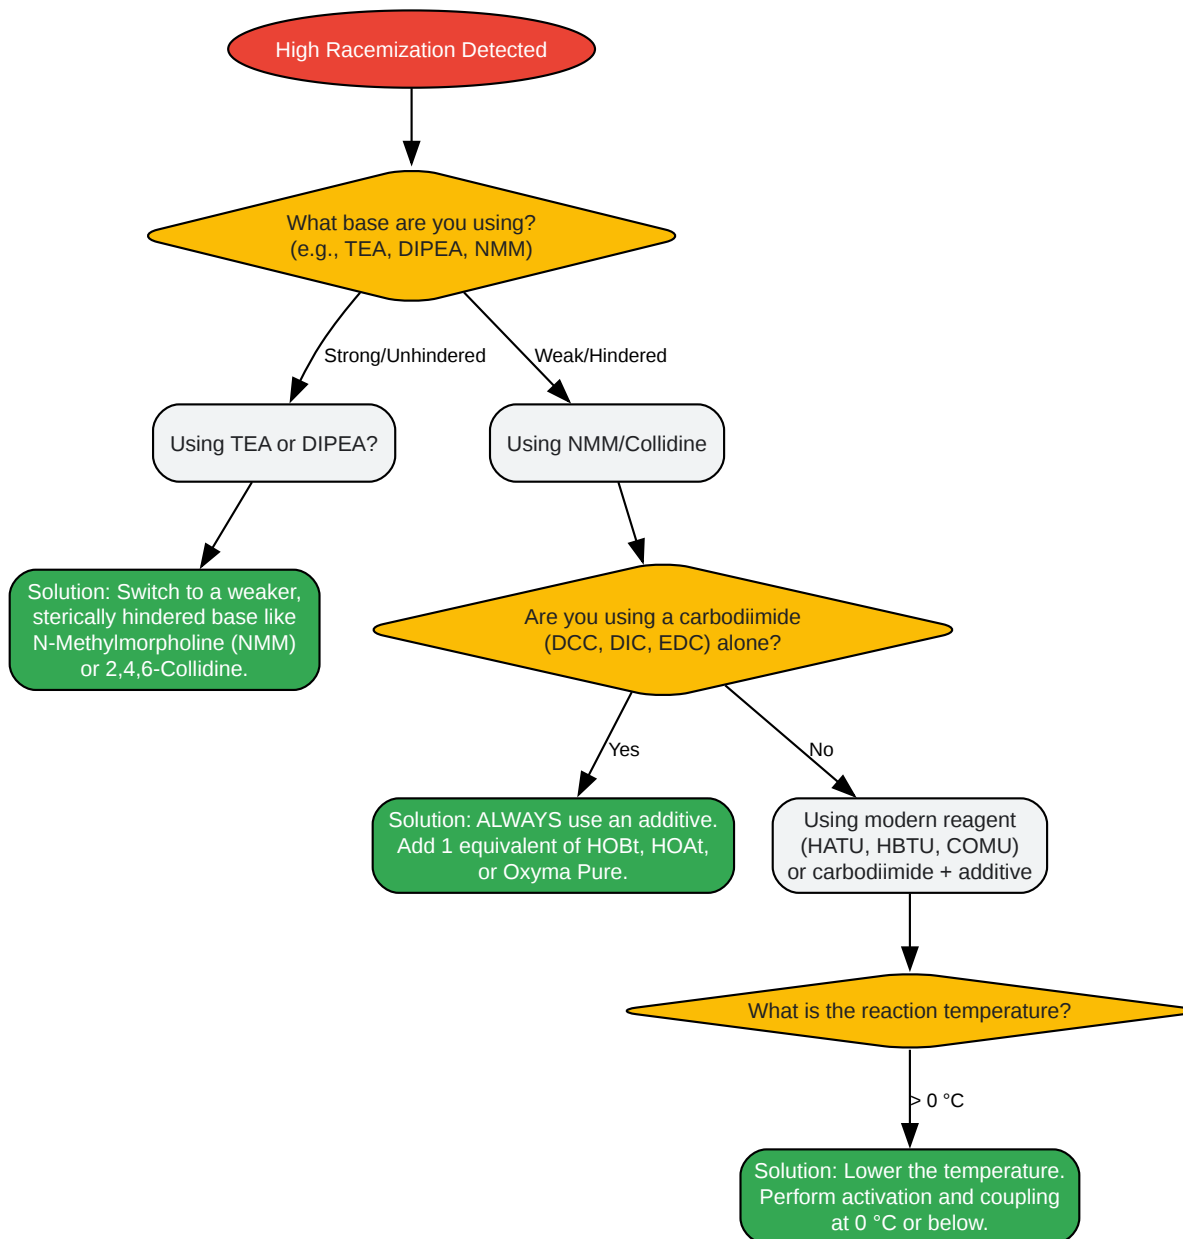 High Racemization Detected
What base are you using?
(e.g., TEA, DIPEA, NMM)
Strong/Unhindered
Weak/Hindered
Using TEA or DIPEA?
Using NMM/Collidine
Solution: Switch to a weaker,
sterically hindered base like
N-Methylmorpholine (NMM)
or 2,4,6-Collidine.
Are you using a carbodiimide
(DCC, DIC, EDC) alone?
Yes
No
Solution: ALWAYS use an additive.
Add 1 equivalent of HOBt, HOAt,
or Oxyma Pure.
Using modern reagent
(HATU, HBTU, COMU)
or carbodiimide + additive
What is the reaction temperature?
> 0 °C
Solution: Lower the temperature.
Perform activation and coupling
at 0 °C or below.